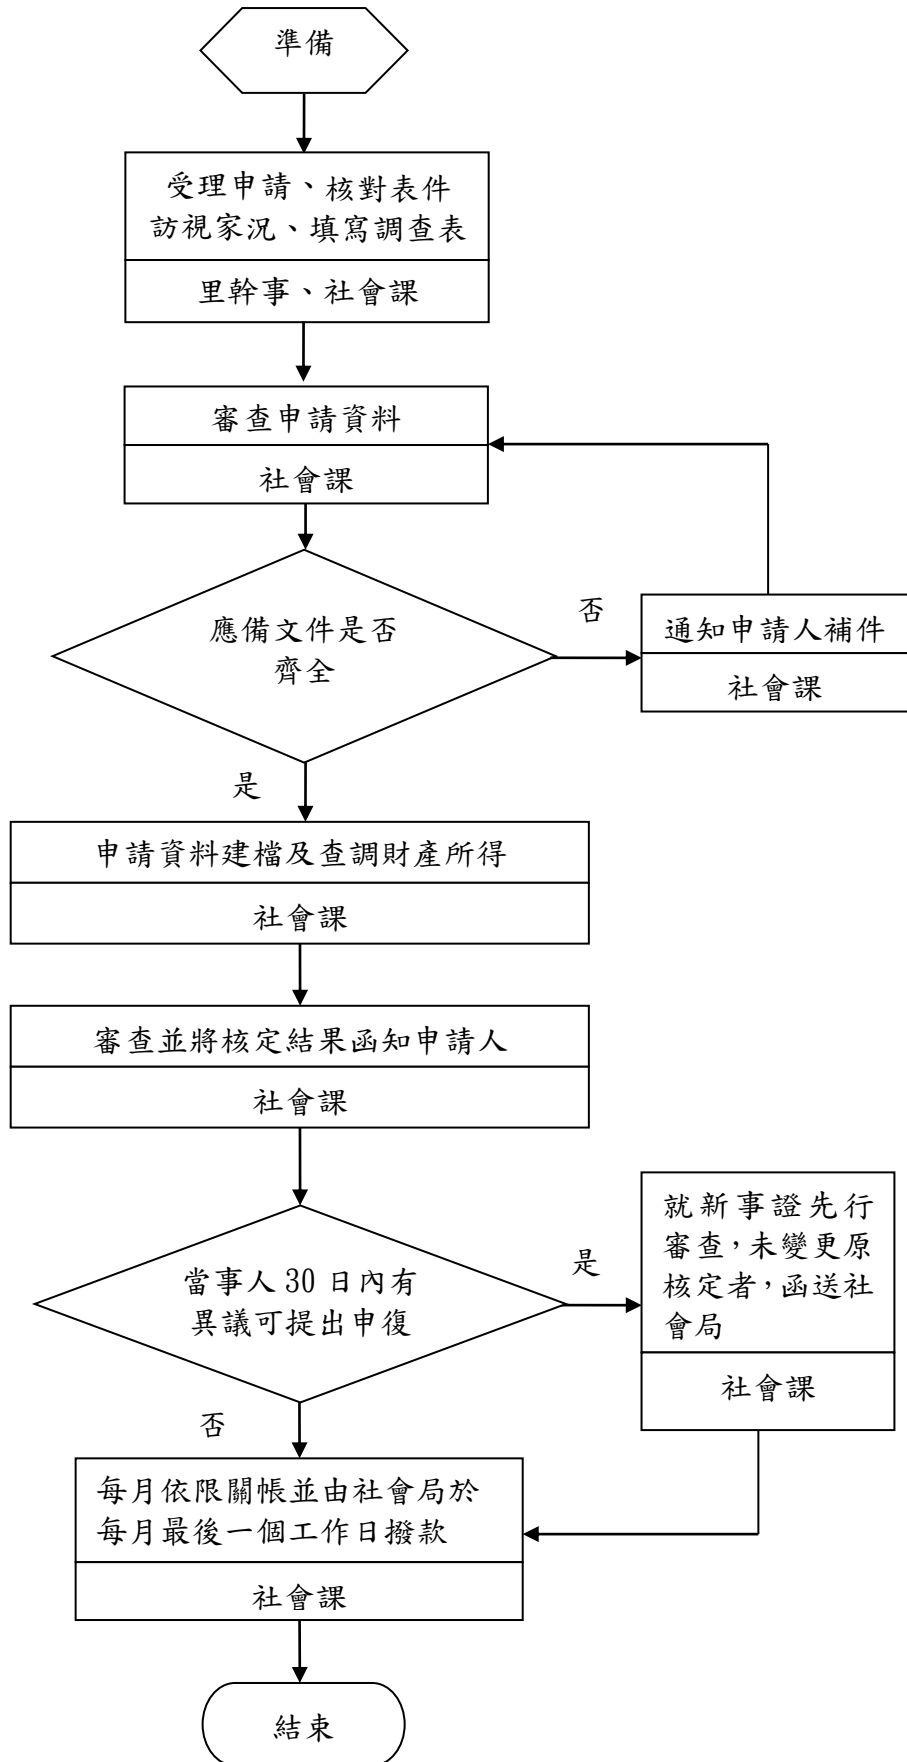 準備
受理申請、核對表件
訪視家況、填寫調查表
里幹事、社會課
審查申請資料
社會課
應備文件是否
齊全
否
通知申請人補件
社會課
是
申請資料建檔及查調財產所得
社會課
審查並將核定結果函知申請人
社會課
當事人 30 日內有
異議可提出申復
是
就新事證先行
審查,未變更原
核定者,函送社
會局
社會課
否
每月依限關帳並由社會局於
每月最後一個工作日撥款
社會課
結束